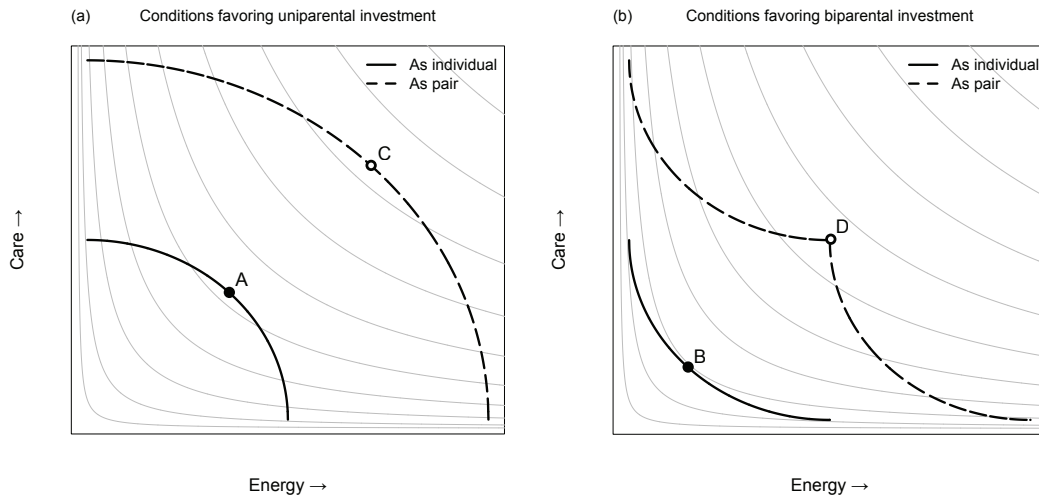 (a) Conditions favoring uniparental investment
As individual
As pair
C
A
Care →
Energy →
(b) Conditions favoring biparental investment
As individual
As pair
D
B
Care →
Energy →